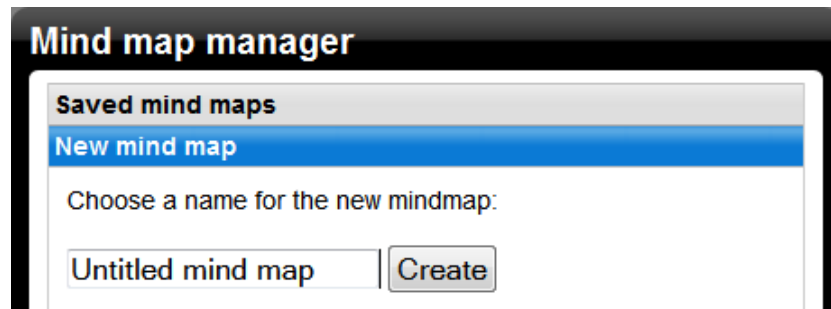 Mind map manager
Saved mind maps
New mind map
Choose a name for the new mindmap:
Untitled mind map Create